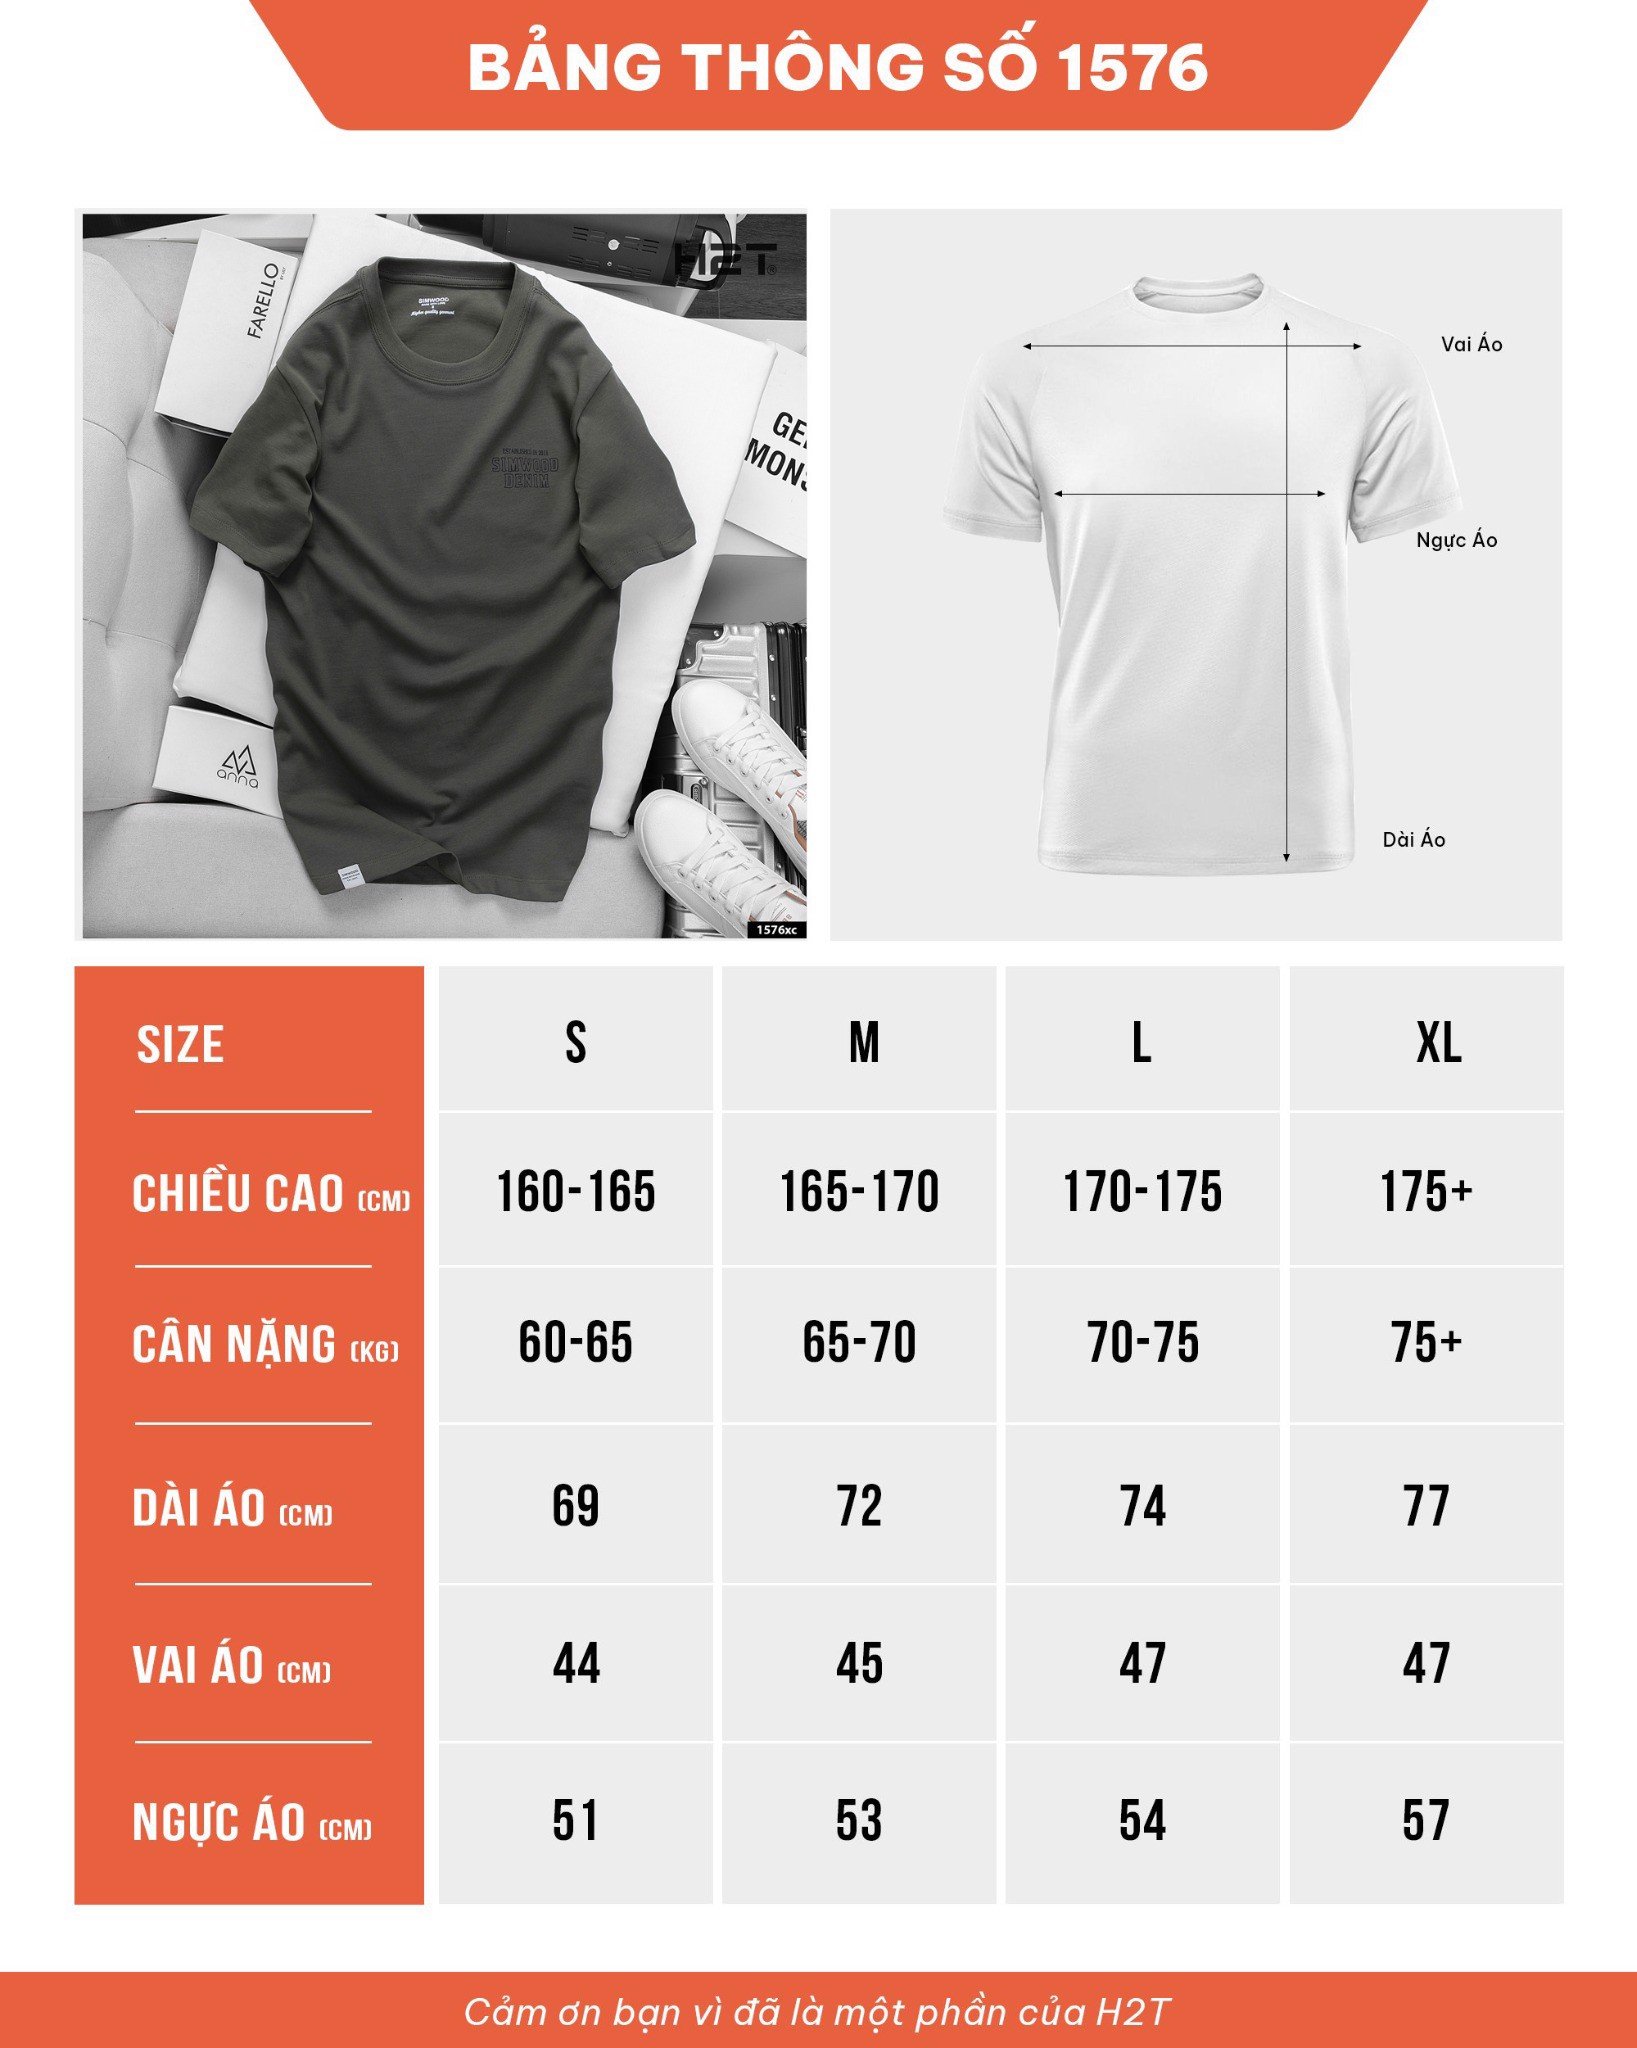 BẢNG THÔNG SỐ 1576
H2T
FARELLO
SIMWOOD
ESTABLISHED IN 2018
SIMWOOD
DENIM
GE
MONS
anna
SIMWOOD
1576xc
Vai Áo
Ngực Áo
Dài Áo
SIZE S M L XL
CHIỀU CAO (CM) 160-165 165-170 170-175 175+
CÂN NẶNG (KG) 60-65 65-70 70-75 75+
DÀI ÁO (CM) 69 72 74 77
VAI ÁO (CM) 44 45 47 47
NGỰC ÁO (CM) 51 53 54 57
Cảm ơn bạn vì đã là một phần của H2T